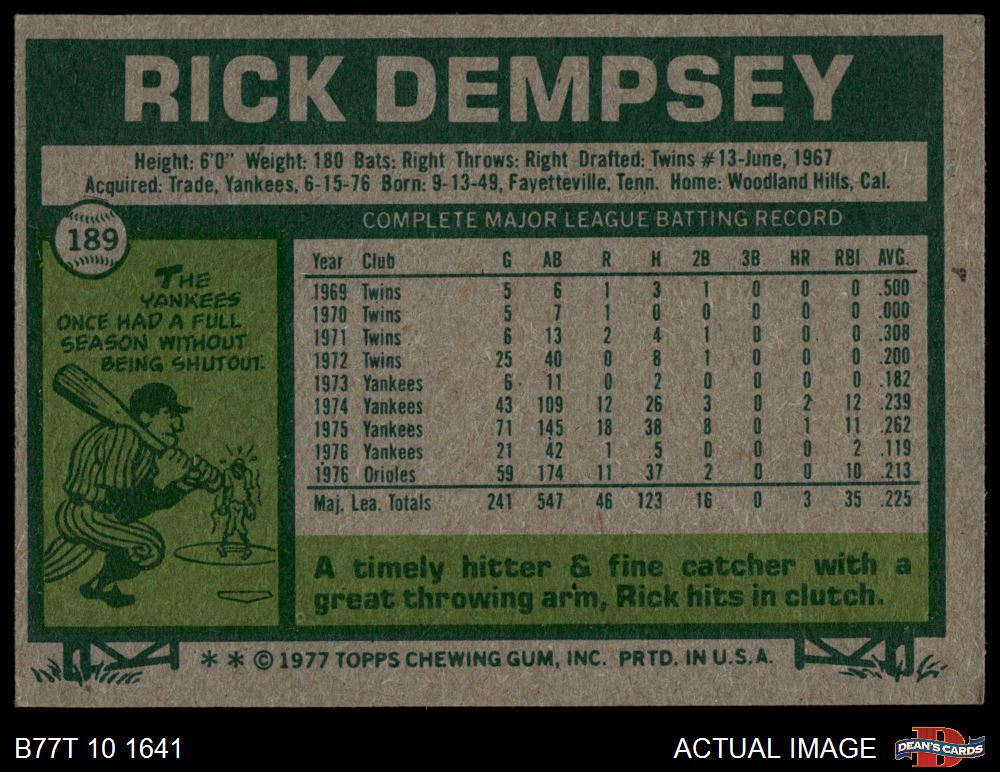 RICK DEMPSEY
Height: 6'0" Weight: 180 Bats: Right Throws: Right Drafted: Twins #13-June, 1967
Acquired: Trade, Yankees, 6-15-76 Born: 9-13-49, Fayetteville, Tenn. Home: Woodland Hills, Cal.
189
THE
YANKEES
ONCE HAD A FULL
SEASON WITHOUT
BEING SHUTOUT.
COMPLETE MAJOR LEAGUE BATTING RECORD
Year Club G AB R H 2B 3B HR RBI AVG.
1969 Twins 5 6 1 3 1 0 0 0 .500
1970 Twins 5 7 1 0 0 0 0 0 .000
1971 Twins 6 13 2 4 1 0 0 0 .308
1972 Twins 25 40 0 8 1 0 0 0 .200
1973 Yankees 6 11 0 2 0 0 0 0 .182
1974 Yankees 43 109 12 26 3 0 2 12 .239
1975 Yankees 71 145 18 38 8 0 1 11 .262
1976 Yankees 21 42 1 5 0 0 0 2 .119
1976 Orioles 59 174 11 37 2 0 0 10 .213
Maj. Lea. Totals 241 547 46 123 16 0 3 35 .225
A timely hitter & fine catcher with a
great throwing arm, Rick hits in clutch.
* * © 1977 TOPPS CHEWING GUM, INC. PRTD. IN U.S.A.
B77T 10 1641
ACTUAL IMAGE
DEAN'S CARDS